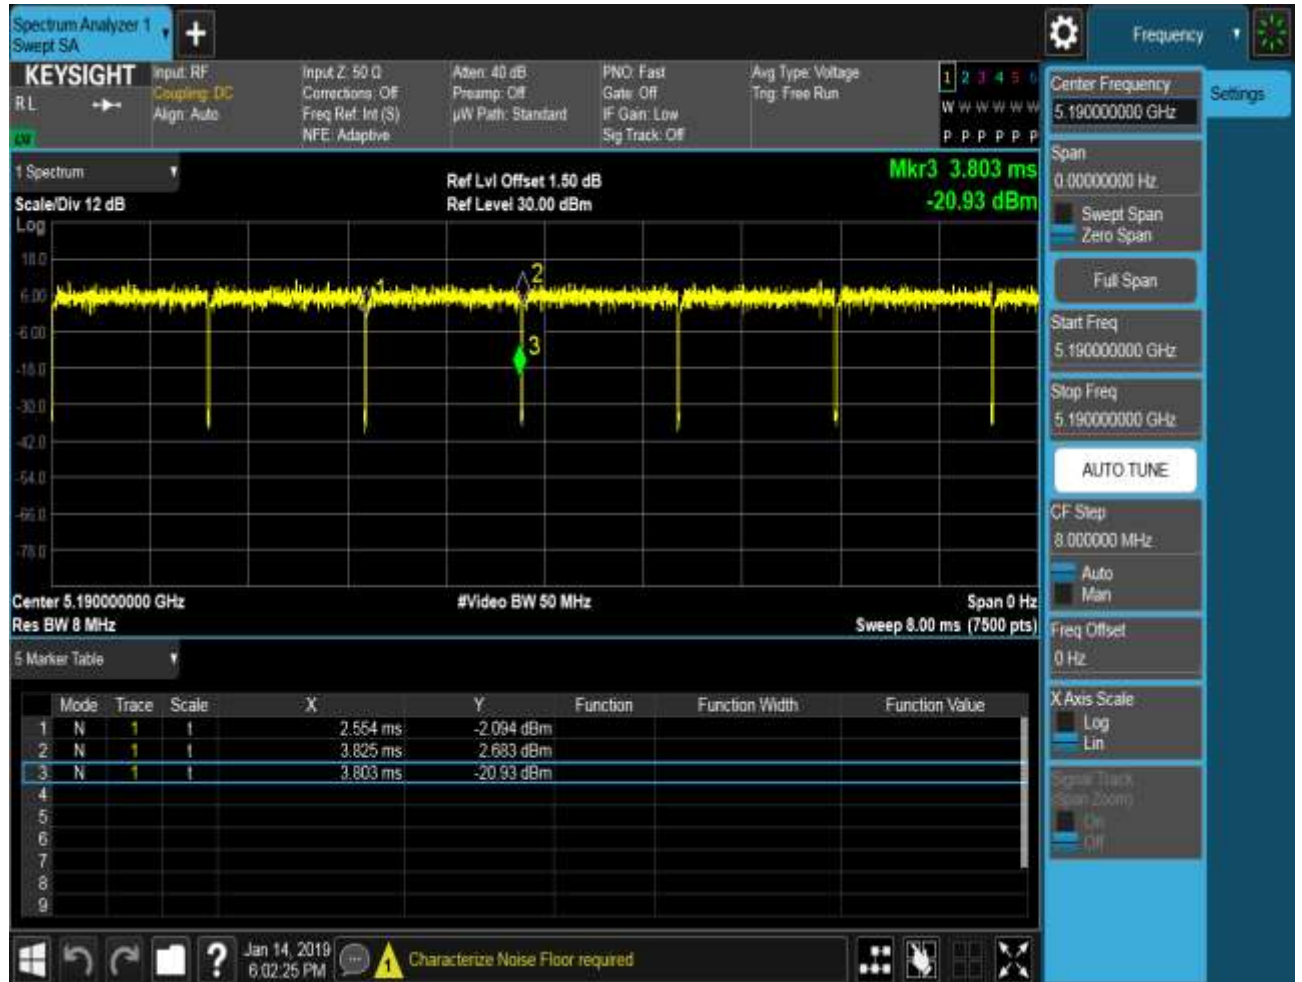 Spectrum Analyzer 1
Swept SA
+
Frequency
KEYSIGHT
R L
Input: RF
Coupling: DC
Align: Auto
Input Z: 50 Ω
Corrections: Off
Freq Ref: Int (S)
NFE: Adaptive
Atten: 40 dB
Preamp: Off
µW Path: Standard
PNO: Fast
Gate: Off
IF Gain: Low
Sig Track: Off
Avg Type: Voltage
Trig: Free Run
1 2 3 4 5 6
W W W W W W
P P P P P P
1 Spectrum
Scale/Div 12 dB
Ref Lvl Offset 1.50 dB
Ref Level 30.00 dBm
Mkr3 3.803 ms
-20.93 dBm
Log
18.0
6.00
-6.00
-18.0
-30.0
-42.0
-54.0
-66.0
-78.0
1
2
3
Center 5.190000000 GHz
Res BW 8 MHz
#Video BW 50 MHz
Span 0 Hz
Sweep 8.00 ms (7500 pts)
5 Marker Table
Mode Trace Scale X Y Function Function Width Function Value
1 N 1 t 2.554 ms -2.094 dBm
2 N 1 t 3.825 ms 2.683 dBm
3 N 1 t 3.803 ms -20.93 dBm
4
5
6
7
8
9
?
Jan 14, 2019
6:02:25 PM
1
Characterize Noise Floor required
Center Frequency
5.190000000 GHz
Settings
Span
0.00000000 Hz
Swept Span
Zero Span
Full Span
Start Freq
5.190000000 GHz
Stop Freq
5.190000000 GHz
AUTO TUNE
CF Step
8.000000 MHz
Auto
Man
Freq Offset
0 Hz
X Axis Scale
Log
Lin
Signal Track
(Span Zoom)
On
Off